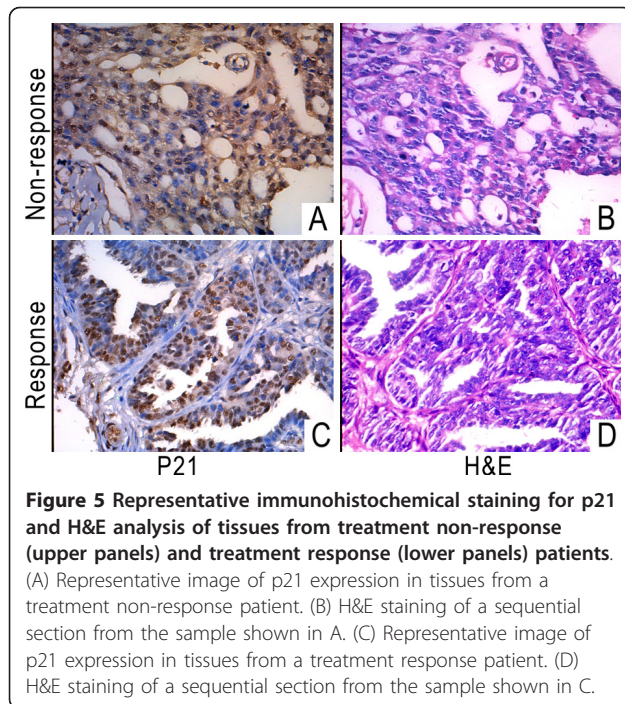 Non-response
A
B
Response
C
D
P21
H&E
Figure 5 Representative immunohistochemical staining for p21
and H&E analysis of tissues from treatment non-response
(upper panels) and treatment response (lower panels) patients.
(A) Representative image of p21 expression in tissues from a
treatment non-response patient. (B) H&E staining of a sequential
section from the sample shown in A. (C) Representative image of
p21 expression in tissues from a treatment response patient. (D)
H&E staining of a sequential section from the sample shown in C.